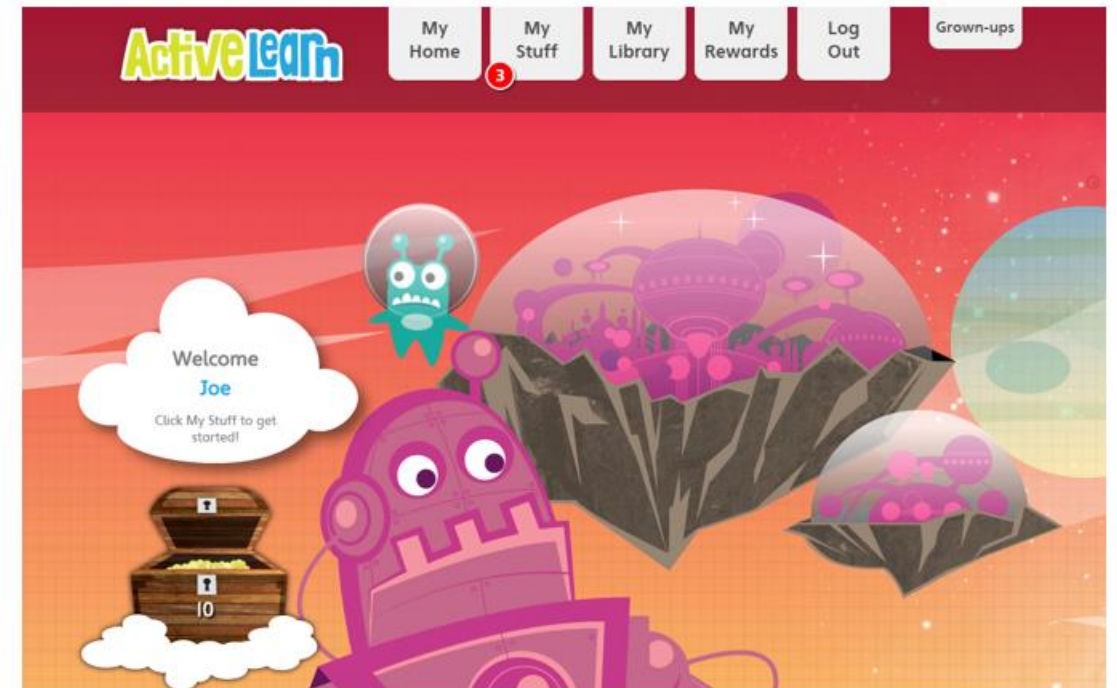 ActiveLearn
My Home
My Stuff
3
My Library
My Rewards
Log Out
Grown-ups
Welcome
Joe
Click My Stuff to get
started!
10